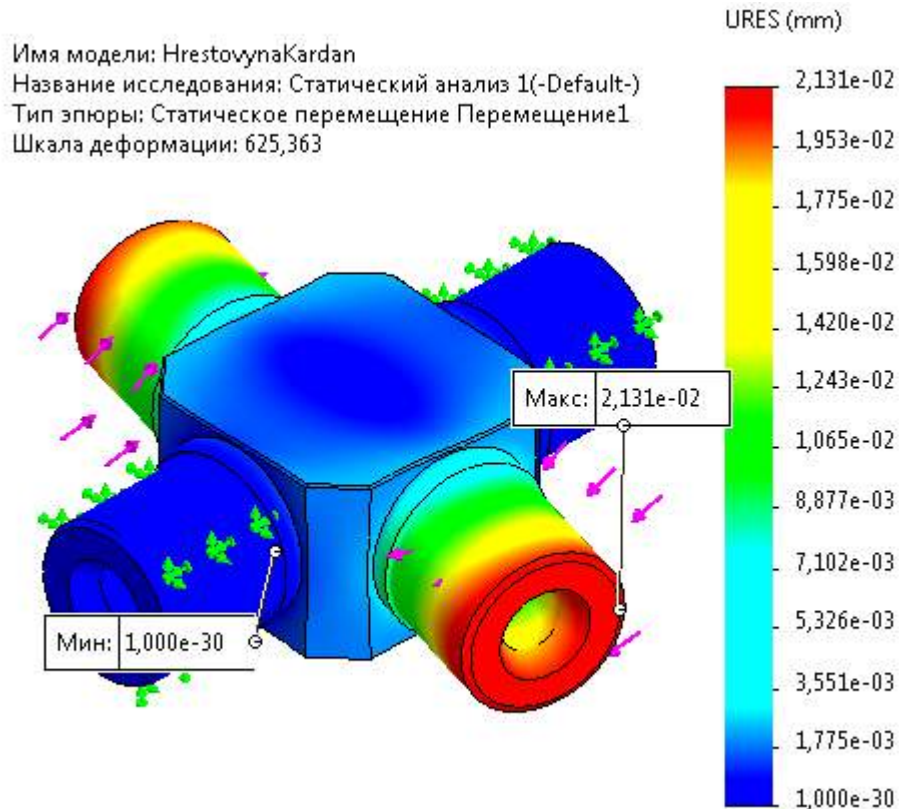 URES (mm)
Имя модели: HrestovynaKardan
Название исследования: Статический анализ 1(-Default-)
Тип эпюры: Статическое перемещение Перемещение1
Шкала деформации: 625,363
2,131e-02
1,953e-02
1,775e-02
1,598e-02
1,420e-02
1,243e-02
1,065e-02
8,877e-03
7,102e-03
5,326e-03
3,551e-03
1,775e-03
1,000e-30
Макс: 2,131e-02
Мин: 1,000e-30